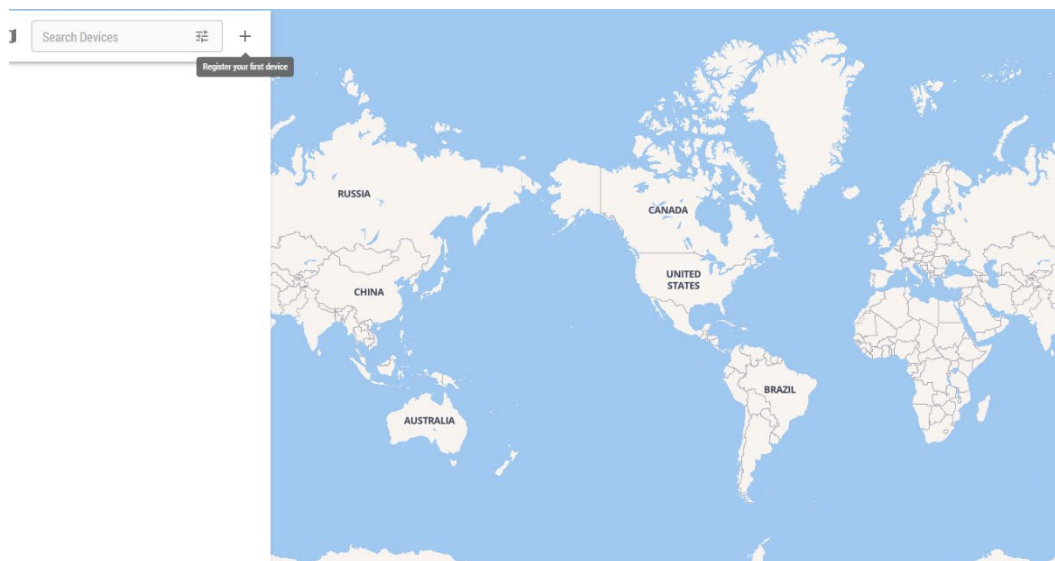 Search Devices
Register your first device
RUSSIA
CANADA
UNITED
STATES
CHINA
BRAZIL
AUSTRALIA